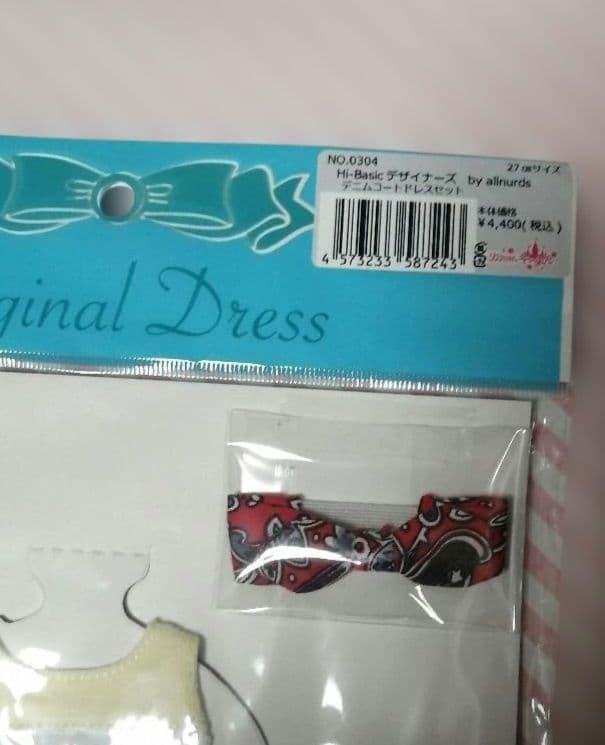 NO.0304
27㎝サイズ
Hi-Basic デザイナーズ by allnurds
デニムコートドレスセット
本体価格
¥4,400(税込)
4 573233 587243
ginal Dress